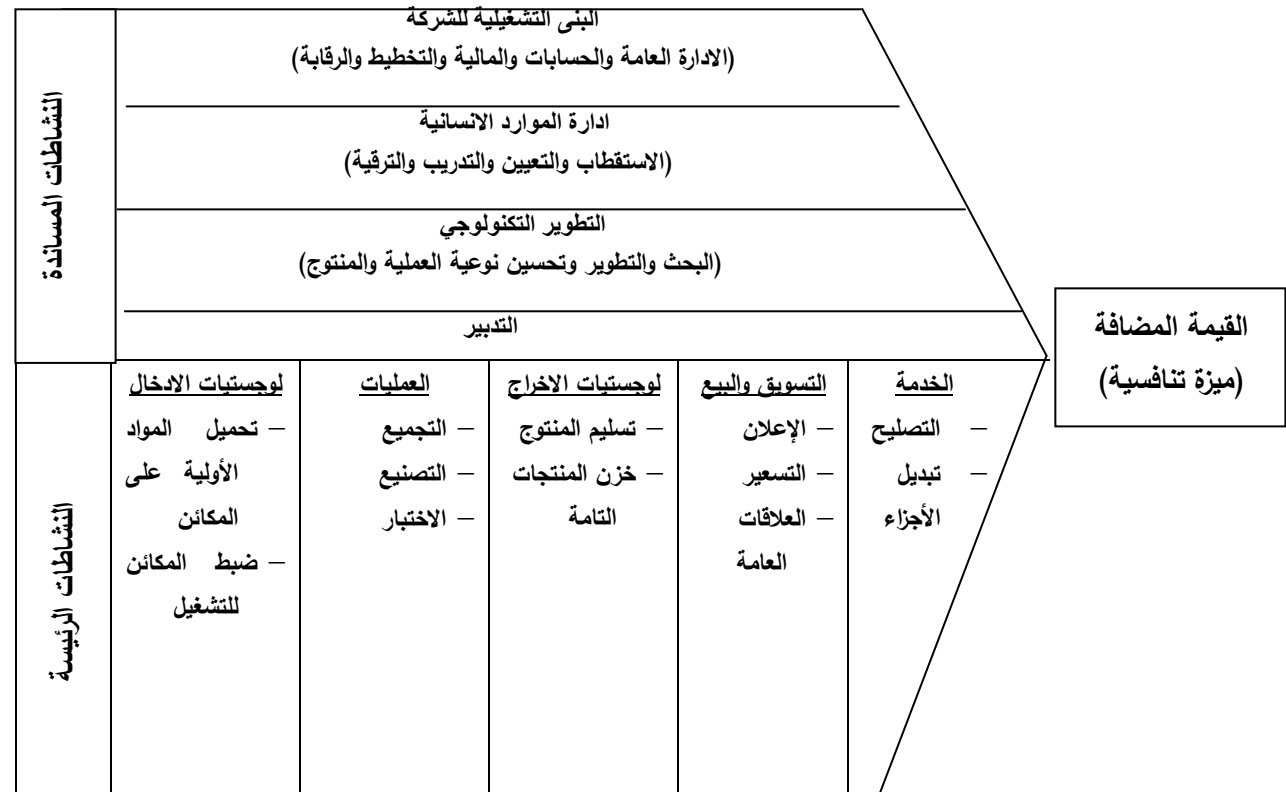 البنى التشغيلية للشركة
(الادارة العامة والحسابات والمالية والتخطيط والرقابة)
ادارة الموارد الانسانية
(الاستقطاب والتعيين والتدريب والترقية)
التطوير التكنولوجي
(البحث والتطوير وتحسين نوعية العملية والمنتوج)
التدبير
النشاطات المساندة
القيمة المضافة
(ميزة تنافسية)
النشاطات الرئيسة
لوجستيات الادخال
– تحميل المواد
الأولية على
المكائن
– ضبط المكائن
للتشغيل
العمليات
– التجميع
– التصنيع
– الاختبار
لوجستيات الاخراج
– تسليم المنتوج
– خزن المنتجات
التامة
التسويق والبيع
– الإعلان
– التسعير
– العلاقات
العامة
الخدمة
– التصليح
– تبديل
الأجزاء